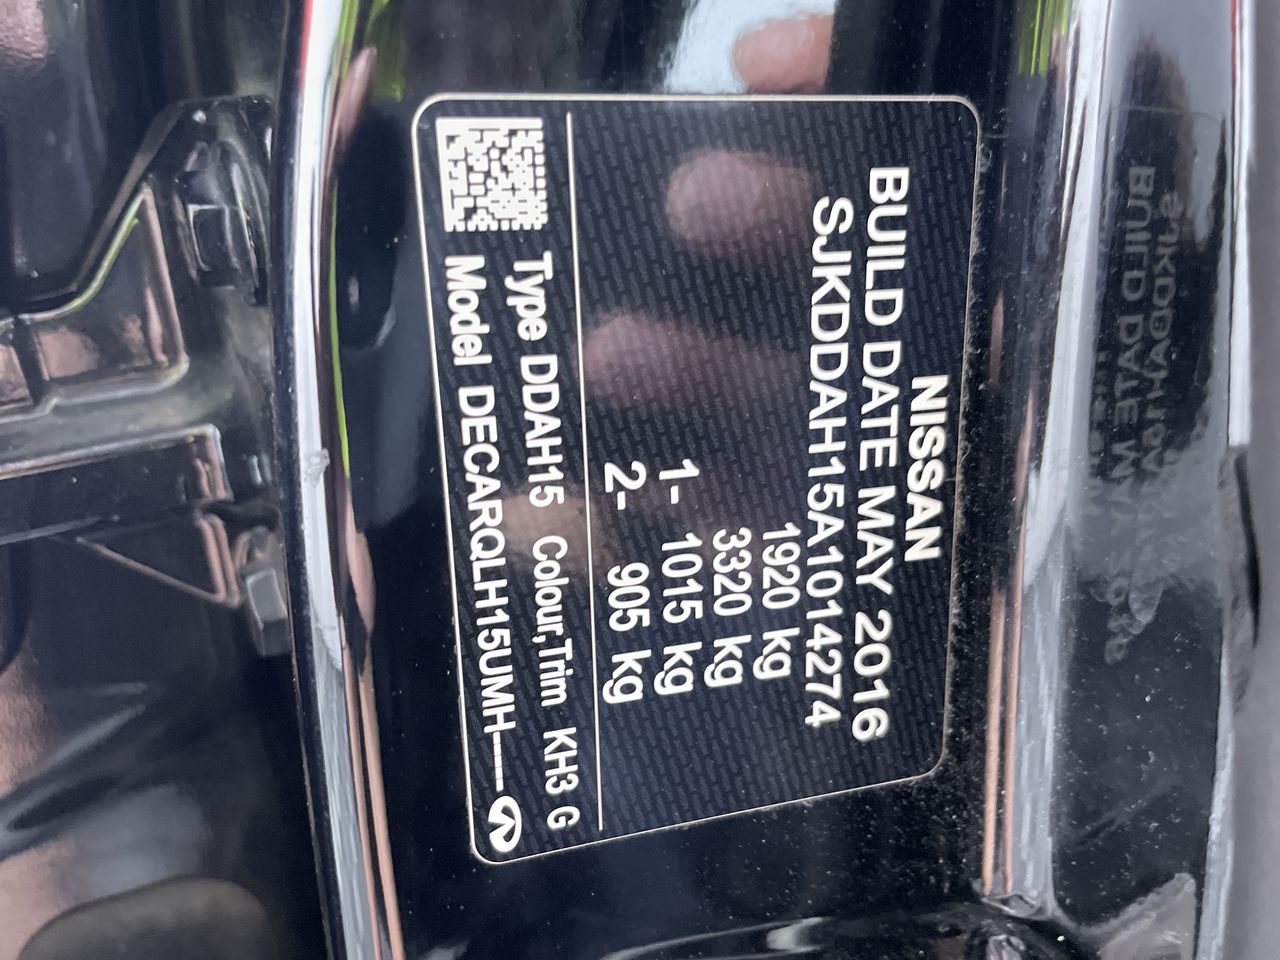 NISSAN
BUILD DATE MAY 2016
SJKDDAH15A1014274
1920 kg
3320 kg
1- 1015 kg
2- 905 kg
Type DDAH15 Colour,Trim KH3 G
Model DECARQLH15UMH----